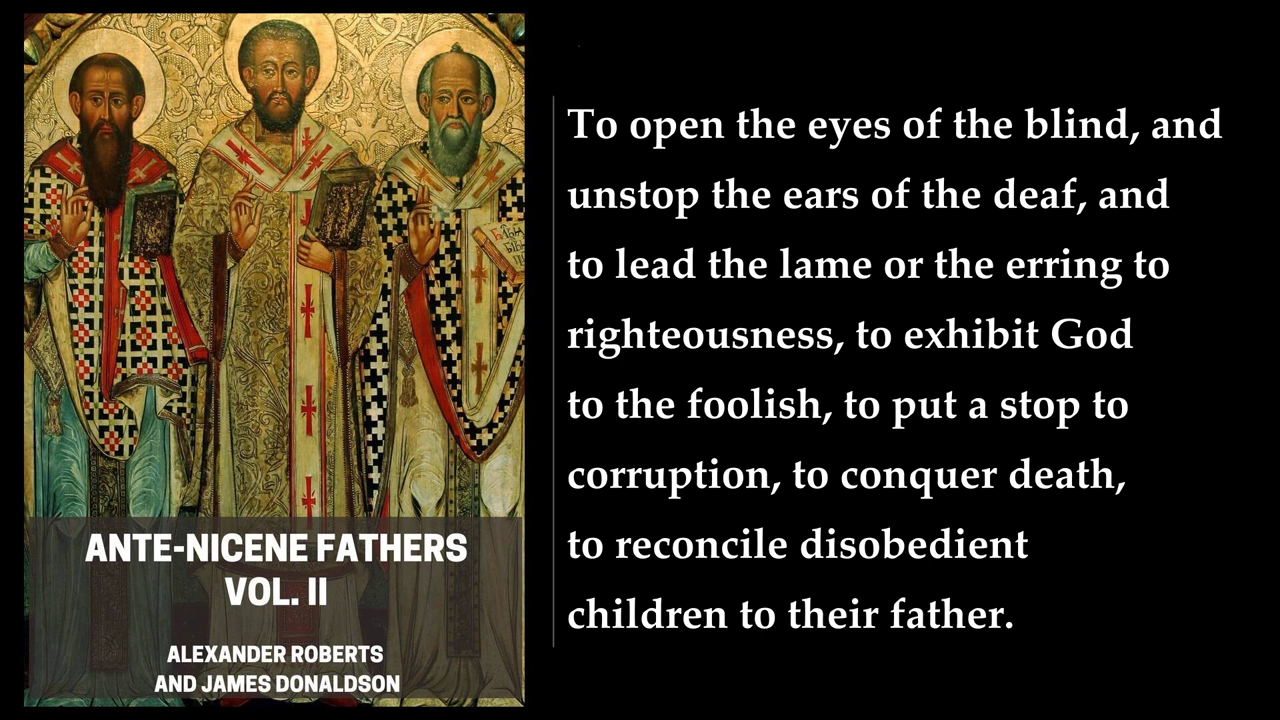 ANTE-NICENE FATHERS
VOL. II
ALEXANDER ROBERTS
AND JAMES DONALDSON
To open the eyes of the blind, and
unstop the ears of the deaf, and
to lead the lame or the erring to
righteousness, to exhibit God
to the foolish, to put a stop to
corruption, to conquer death,
to reconcile disobedient
children to their father.